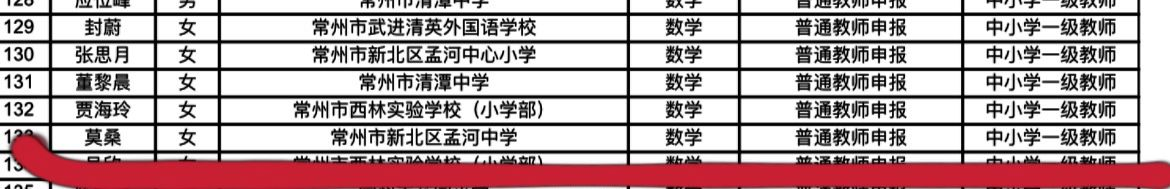 129 封蔚 女 常州市武进清英外国语学校 数学 普通教师申报 中小学一级教师
130 张思月 女 常州市新北区孟河中心小学 数学 普通教师申报 中小学一级教师
131 董黎晨 女 常州市清潭中学 数学 普通教师申报 中小学一级教师
132 贾海玲 女 常州市西林实验学校（小学部） 数学 普通教师申报 中小学一级教师
莫桑 女 常州市新北区孟河中学 数学 普通教师申报 中小学一级教师